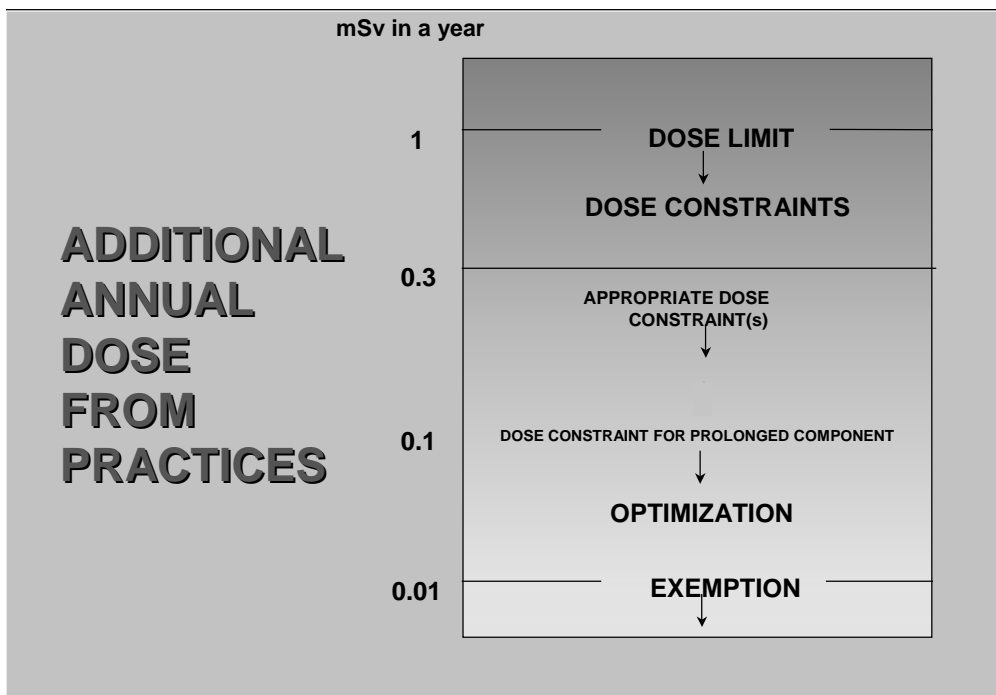 mSv in a year
1
DOSE LIMIT
DOSE CONSTRAINTS
ADDITIONAL
ANNUAL
DOSE
FROM
PRACTICES
0.3
APPROPRIATE DOSE
CONSTRAINT(s)
0.1
DOSE CONSTRAINT FOR PROLONGED COMPONENT
OPTIMIZATION
0.01
EXEMPTION